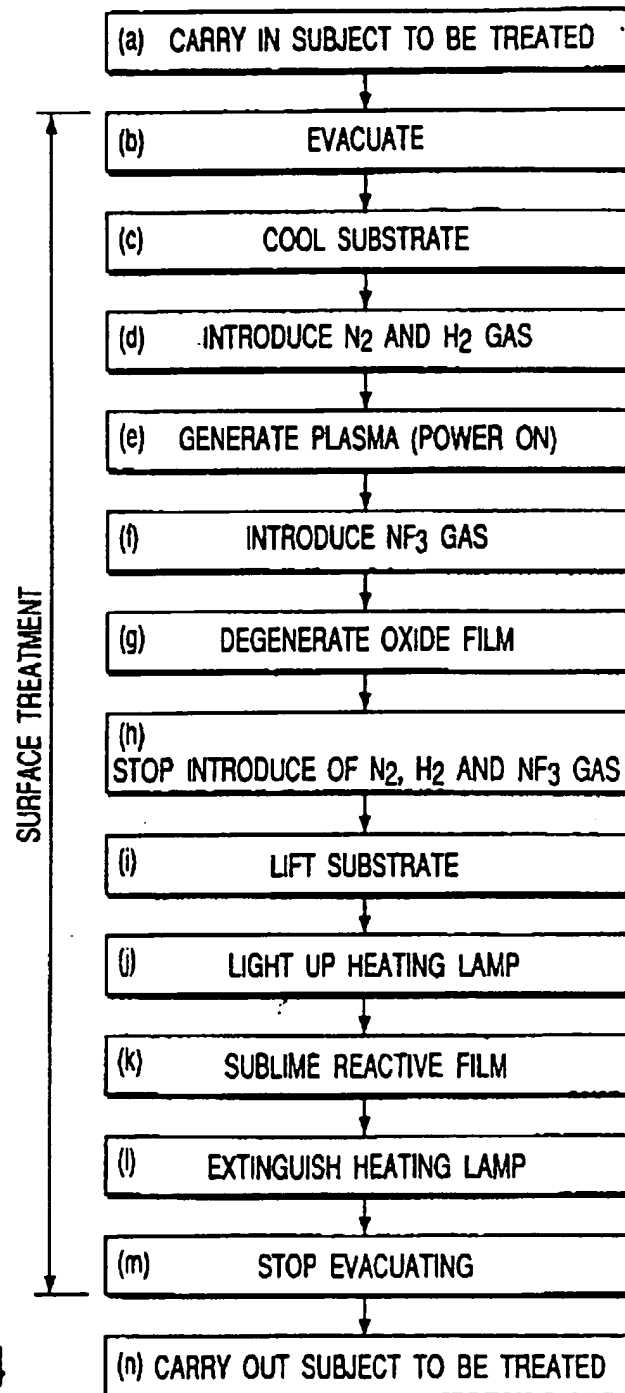 (a) CARRY IN SUBJECT TO BE TREATED
(b) EVACUATE
(c) COOL SUBSTRATE
(d) INTRODUCE N2 AND H2 GAS
(e) GENERATE PLASMA (POWER ON)
(f) INTRODUCE NF3 GAS
(g) DEGENERATE OXIDE FILM
(h)
STOP INTRODUCE OF N2, H2 AND NF3 GAS
(i) LIFT SUBSTRATE
(j) LIGHT UP HEATING LAMP
(k) SUBLIME REACTIVE FILM
(l) EXTINGUISH HEATING LAMP
(m) STOP EVACUATING
(n) CARRY OUT SUBJECT TO BE TREATED
SURFACE TREATMENT